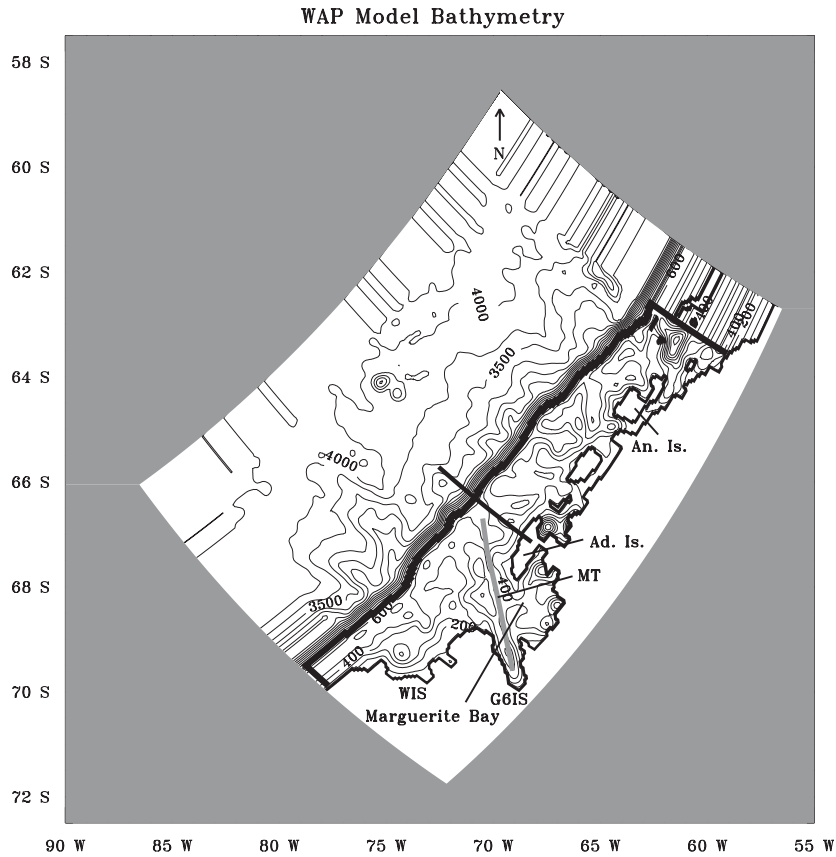 WAP Model Bathymetry
58 S
60 S
N
62 S
600
4000
400
400
200
3500
64 S
An. Is.
4000
66 S
Ad. Is.
MT
400
68 S
3500
600
200
400
70 S
WIS
G6IS
Marguerite Bay
72 S
90 W 85 W 80 W 75 W 70 W 65 W 60 W 55 W